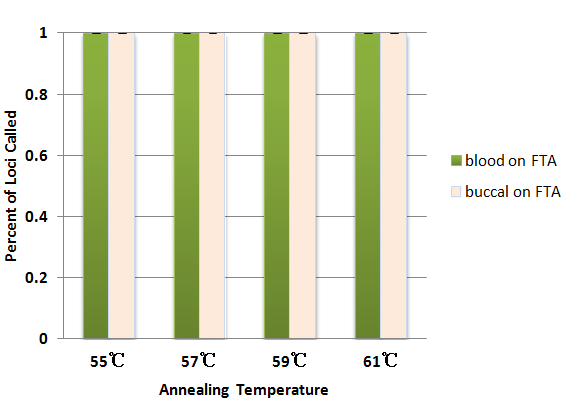 1
0.8
0.6
0.4
0.2
0
Percent of Loci Called
55℃ 57℃ 59℃ 61℃
Annealing Temperature
blood on FTA
buccal on FTA